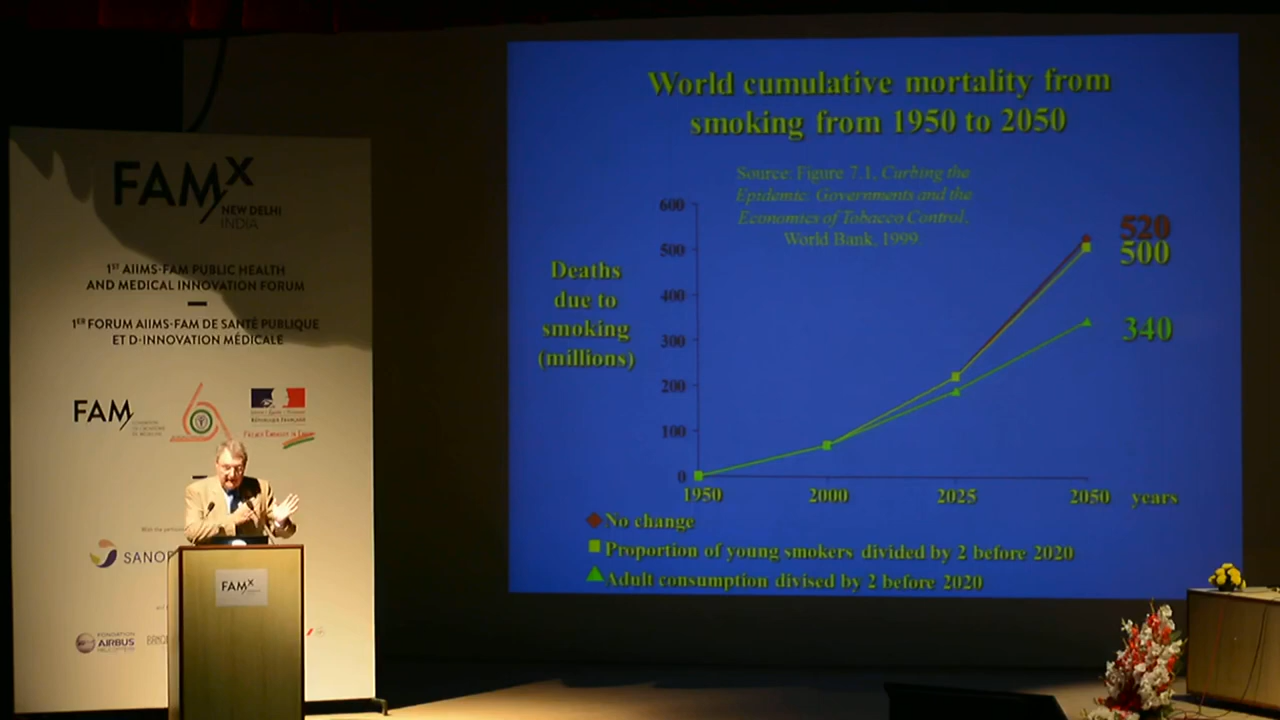 FAMX
NEW DELHI
INDIA
1ST AIIMS-FAM PUBLIC HEALTH
AND MEDICAL INNOVATION FORUM
1ER FORUM AIIMS-FAM DE SANTÉ PUBLIQUE
ET D-INNOVATION MÉDICALE
FAM
SANOF
FONDATION
AIRBUS
FAMX
World cumulative mortality from
smoking from 1950 to 2050
Source: Figure 7.1, Curbing the
Epidemic: Governments and the
Economics of Tobacco Control,
World Bank, 1999.
Deaths
due to
smoking
(millions)
600
500
400
300
200
100
0
1950 2000 2025 2050 years
520
500
340
No change
Proportion of young smokers divided by 2 before 2020
Adult consumption divised by 2 before 2020